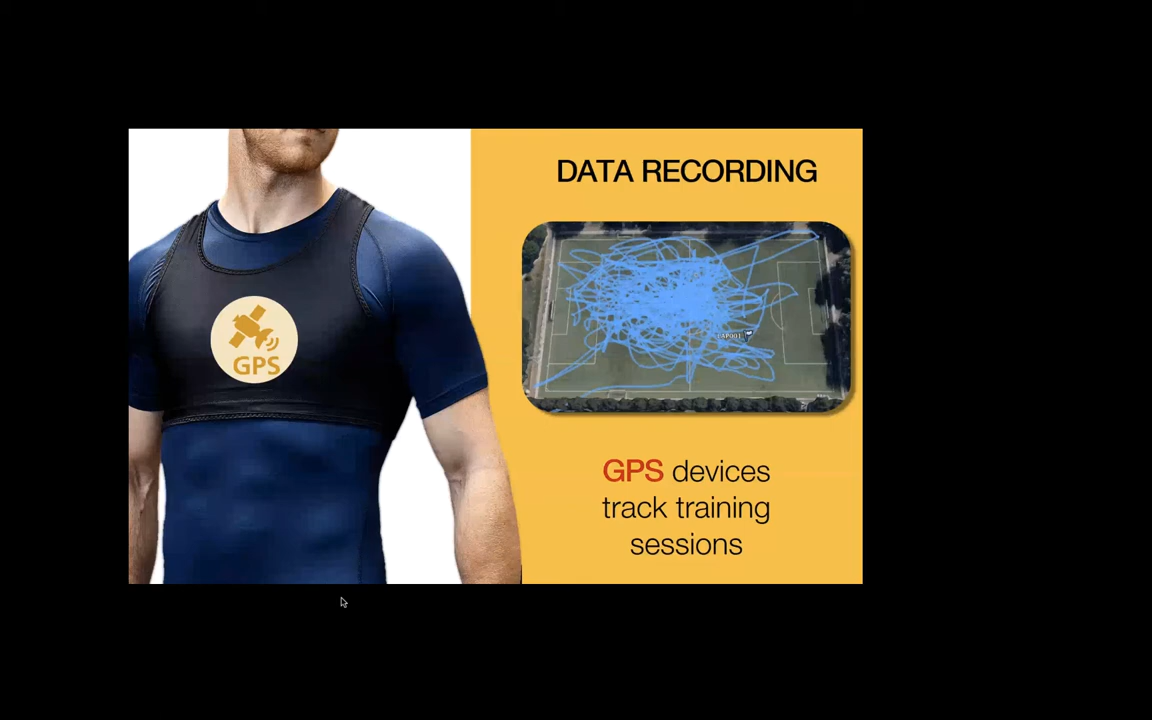 DATA RECORDING
GPS
GPS devices
track training
sessions